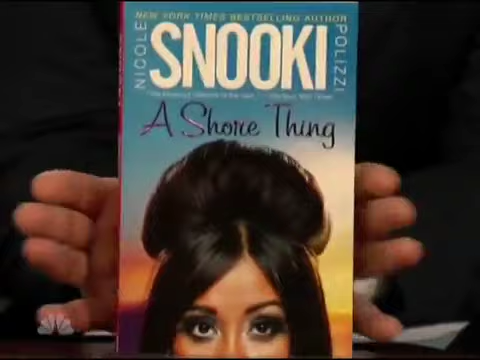 NEW YORK TIMES BESTSELLING AUTHOR
NICOLE
SNOOKI
POLIZZI
A Shore Thing